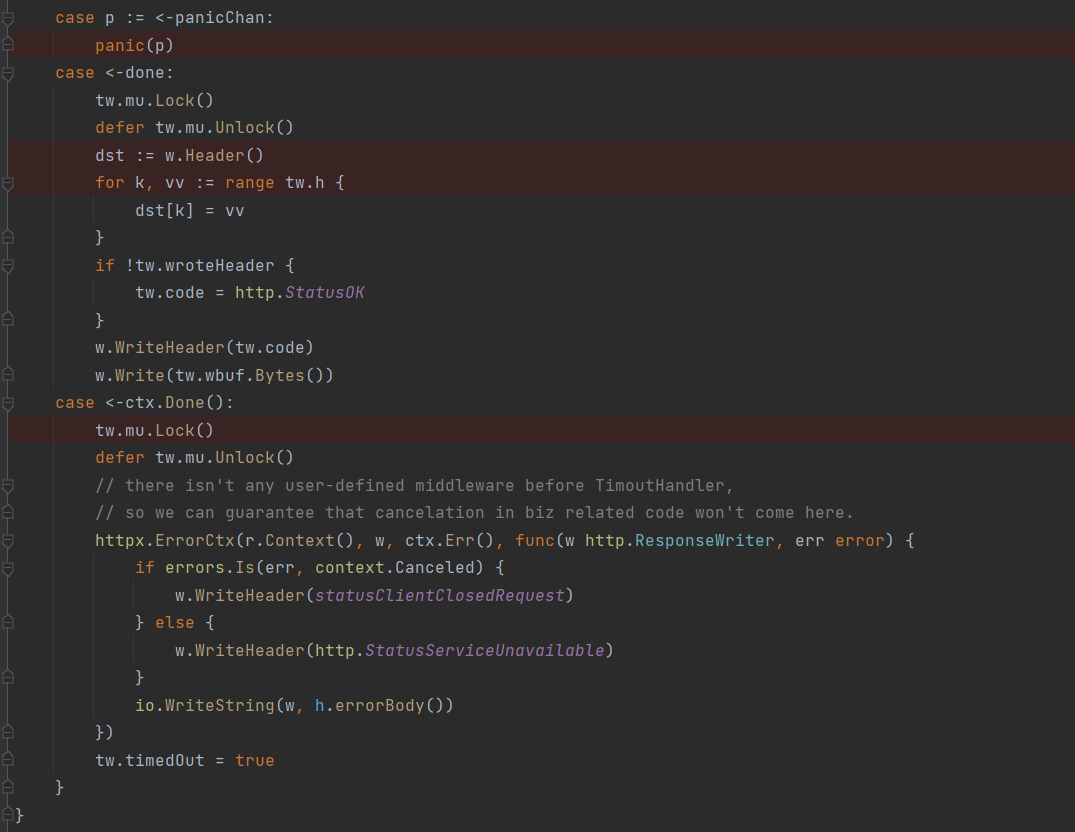 case p := <-panicChan:
panic(p)
case <-done:
tw.mu.Lock()
defer tw.mu.Unlock()
dst := w.Header()
for k, vv := range tw.h {
dst[k] = vv
}
if !tw.wroteHeader {
tw.code = http.StatusOK
}
w.WriteHeader(tw.code)
w.Write(tw.wbuf.Bytes())
case <-ctx.Done():
tw.mu.Lock()
defer tw.mu.Unlock()
// there isn't any user-defined middleware before TimoutHandler,
// so we can guarantee that cancelation in biz related code won't come here.
httpx.ErrorCtx(r.Context(), w, ctx.Err(), func(w http.ResponseWriter, err error) {
if errors.Is(err, context.Canceled) {
w.WriteHeader(statusClientClosedRequest)
} else {
w.WriteHeader(http.StatusServiceUnavailable)
}
io.WriteString(w, h.errorBody())
})
tw.timedOut = true
}
}